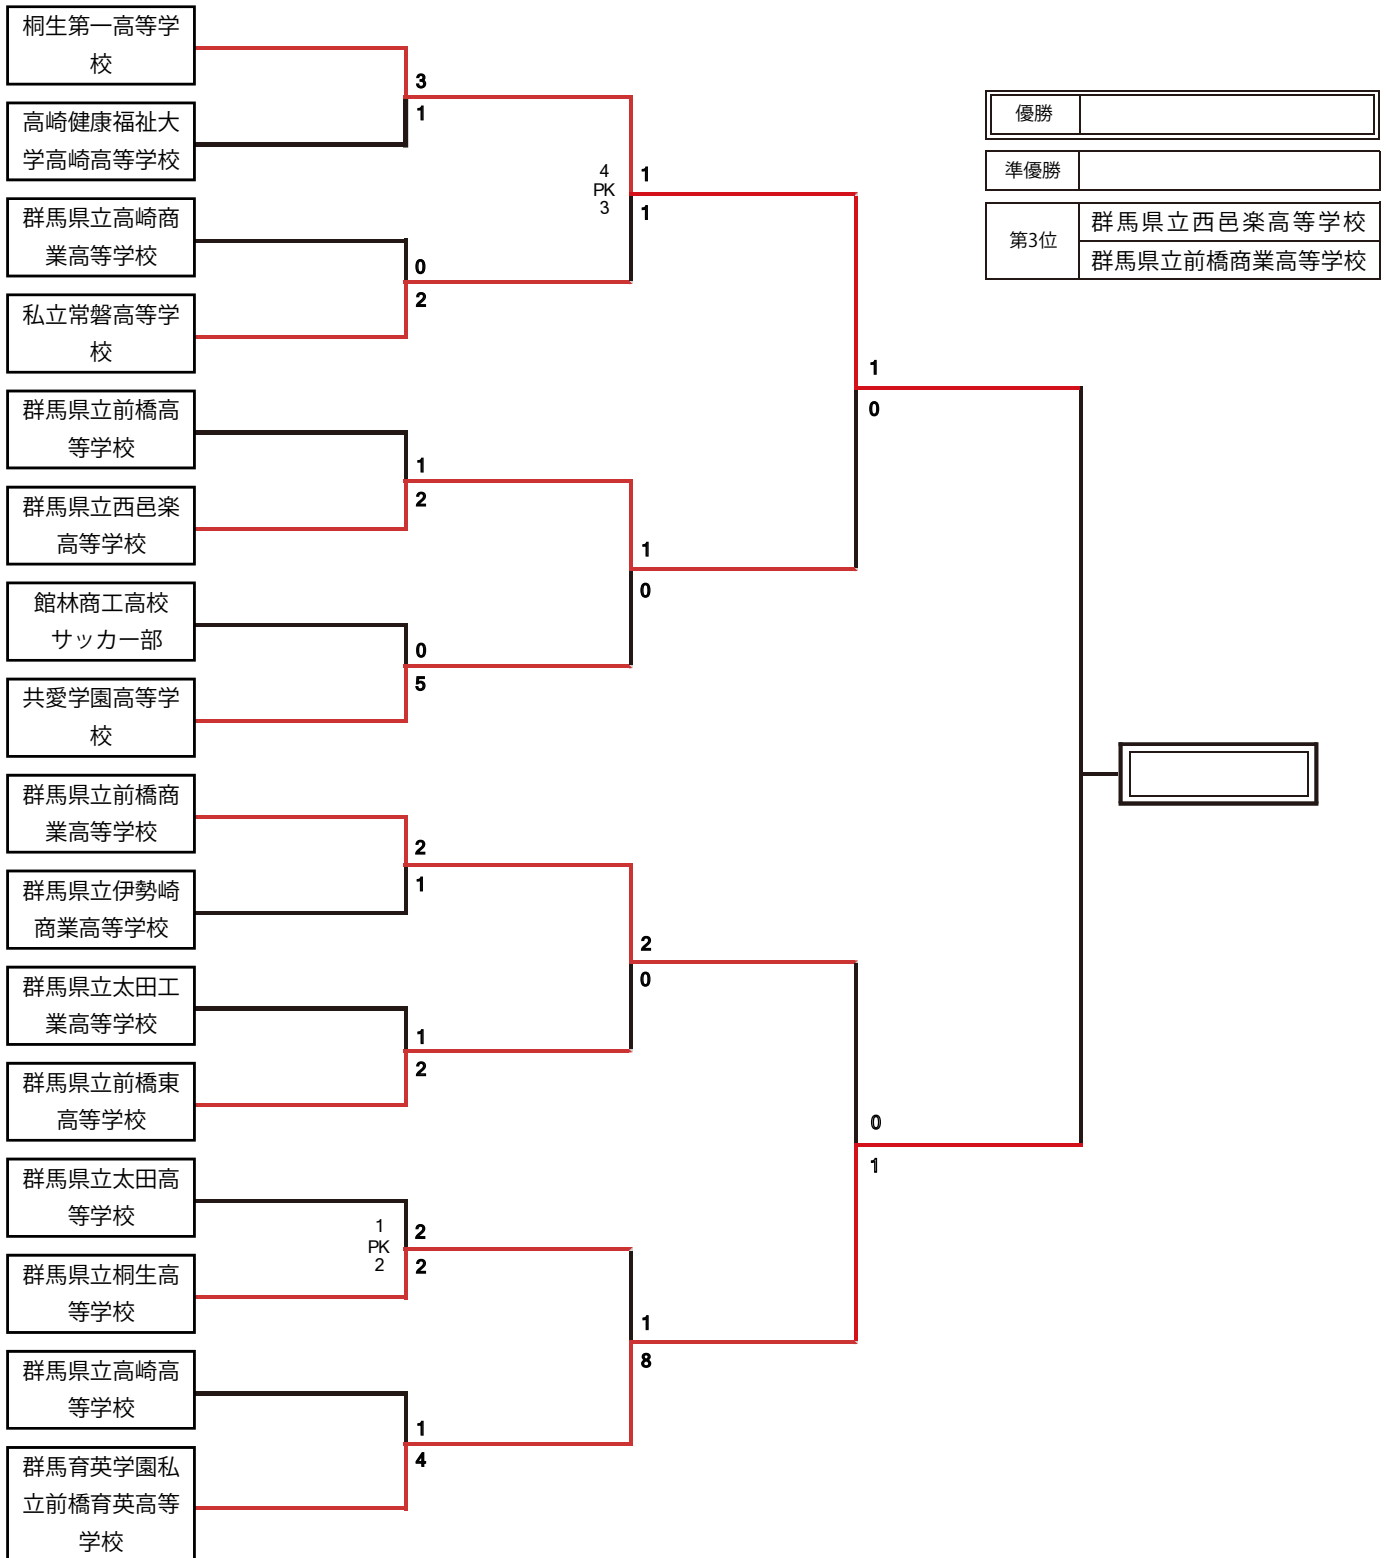 桐生第一高等学
校
3
高崎健康福祉大
学高崎高等学校
1
群馬県立高崎商
業高等学校
0
私立常磐高等学
校
2
4
PK
3
1
1
群馬県立前橋高
等学校
1
群馬県立西邑楽
高等学校
2
館林商工高校
サッカー部
0
共愛学園高等学
校
5
1
0
1
0
群馬県立前橋商
業高等学校
2
群馬県立伊勢崎
商業高等学校
1
群馬県立太田工
業高等学校
1
群馬県立前橋東
高等学校
2
2
0
群馬県立太田高
等学校
2
群馬県立桐生高
等学校
2
1
PK
2
群馬県立高崎高
等学校
1
群馬育英学園私
立前橋育英高等
学校
4
1
8
0
1
優勝
準優勝
第3位
群馬県立西邑楽高等学校
群馬県立前橋商業高等学校